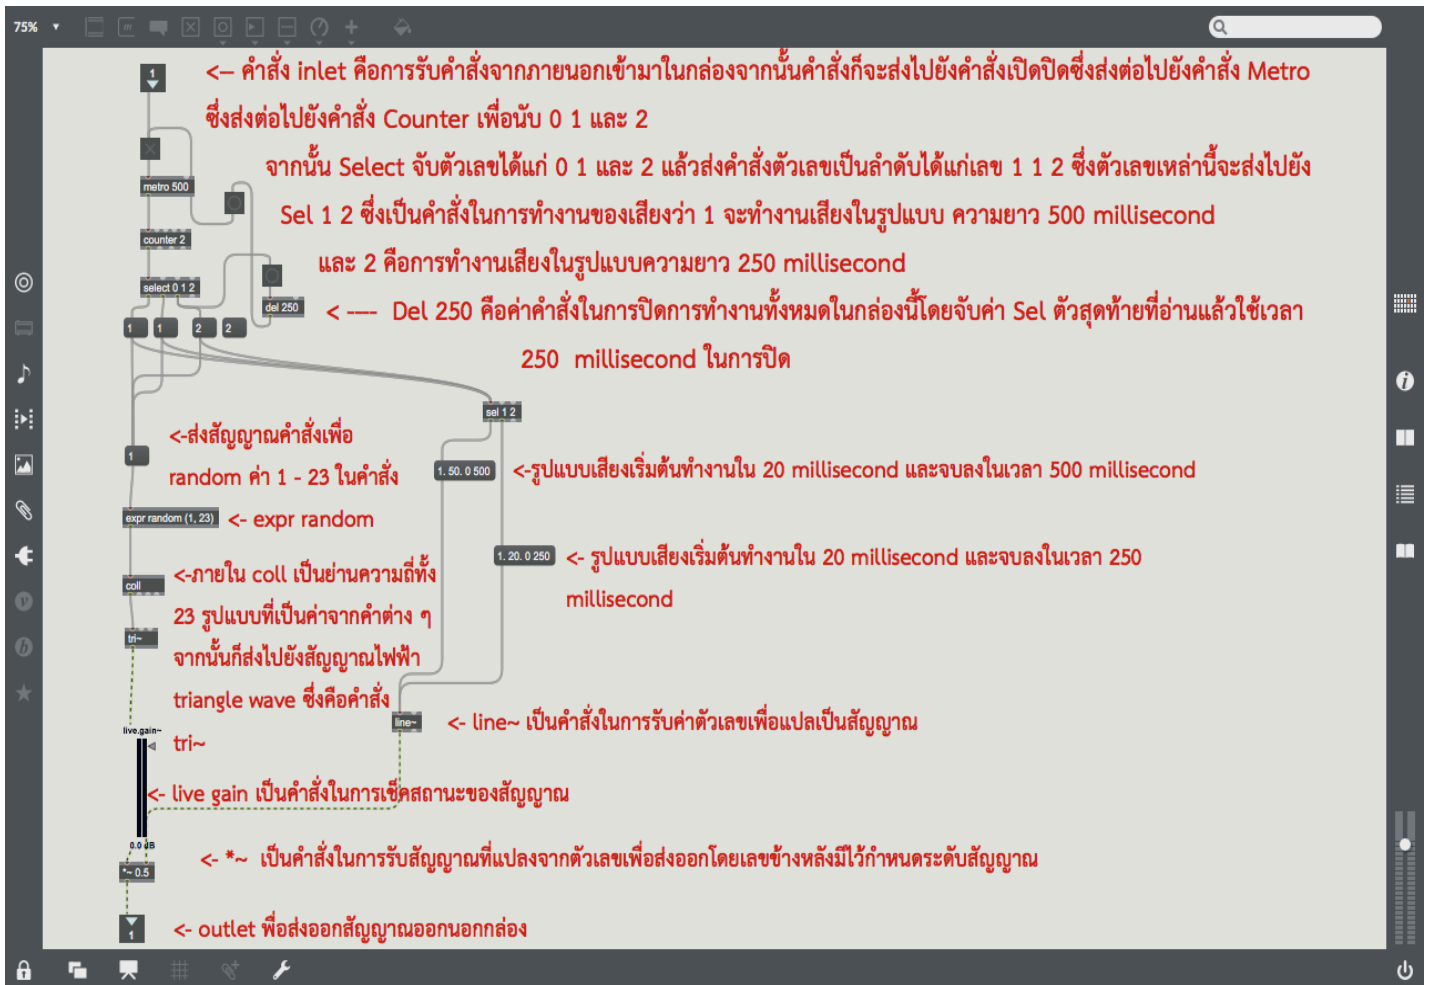 75%
1
<– คำสั่ง inlet คือการรับคำสั่งจากภายนอกเข้ามาในกล่องจากนั้นคำสั่งก็จะส่งไปยังคำสั่งเปิดปิดซึ่งส่งต่อไปยังคำสั่ง Metro
ซึ่งส่งต่อไปยังคำสั่ง Counter เพื่อนับ 0 1 และ 2
จากนั้น Select จับตัวเลขได้แก่ 0 1 และ 2 แล้วส่งคำสั่งตัวเลขเป็นลำดับได้แก่เลข 1 1 2 ซึ่งตัวเลขเหล่านี้จะส่งไปยัง
metro 500
Sel 1 2 ซึ่งเป็นคำสั่งในการทำงานของเสียงว่า 1 จะทำงานเสียงในรูปแบบ ความยาว 500 millisecond
counter 2
และ 2 คือการทำงานเสียงในรูปแบบความยาว 250 millisecond
select 0 1 2
del 250
< –-– Del 250 คือค่าคำสั่งในการปิดการทำงานทั้งหมดในกล่องนี้โดยจับค่า Sel ตัวสุดท้ายที่อ่านแล้วใช้เวลา
1 1 2 2
250 millisecond ในการปิด
sel 1 2
<-ส่งสัญญาณคำสั่งเพื่อ
1
random ค่า 1 - 23 ในคำสั่ง
1. 50. 0 500
<-รูปแบบเสียงเริ่มต้นทำงานใน 20 millisecond และจบลงในเวลา 500 millisecond
expr random (1, 23)
<- expr random
1. 20. 0 250
<- รูปแบบเสียงเริ่มต้นทำงานใน 20 millisecond และจบลงในเวลา 250
millisecond
coll
<-ภายใน coll เป็นย่านความถี่ทั้ง
23 รูปแบบที่เป็นค่าจากคำต่าง ๆ
tri~
จากนั้นก็ส่งไปยังสัญญาณไฟฟ้า
triangle wave ซึ่งคือคำสั่ง
tri~
line~
<- line~ เป็นคำสั่งในการรับค่าตัวเลขเพื่อแปลเป็นสัญญาณ
live.gain~
<- live gain เป็นคำสั่งในการเช็คสถานะของสัญญาณ
0.0 dB
*~ 0.5
<- *~ เป็นคำสั่งในการรับสัญญาณที่แปลงจากตัวเลขเพื่อส่งออกโดยเลขข้างหลังมีไว้กำหนดระดับสัญญาณ
1
<- outlet พื่อส่งออกสัญญาณออกนอกกล่อง